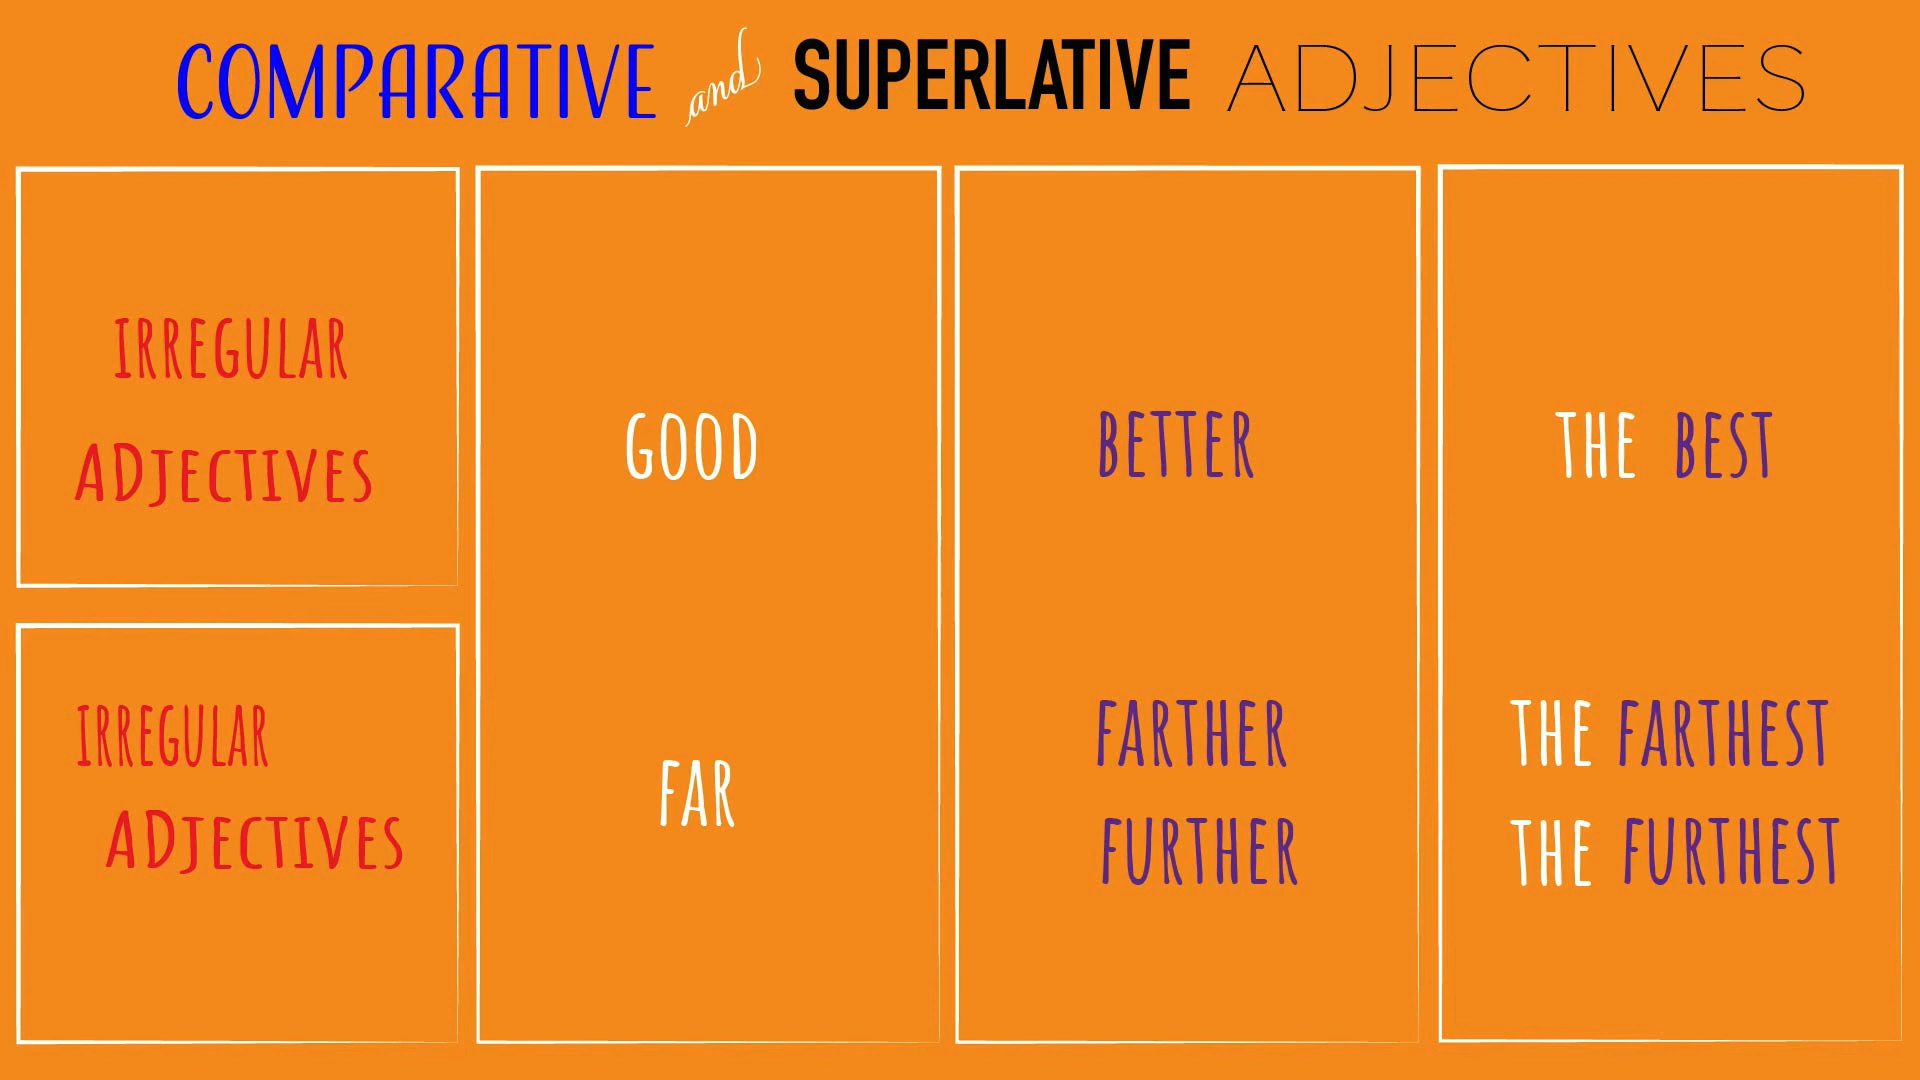 COMPARATIVE and SUPERLATIVE ADJECTIVES
IRREGULAR
ADJECTIVES
GOOD
BETTER
THE BEST
IRREGULAR
ADJECTIVES
FAR
FARTHER
FURTHER
THE FARTHEST
THE FURTHEST